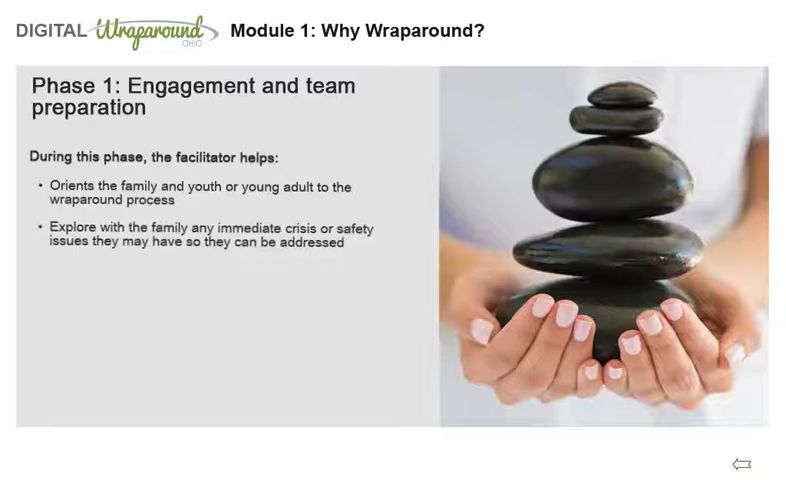 DIGITAL Wraparound OHIO Module 1: Why Wraparound?
Phase 1: Engagement and team
preparation
During this phase, the facilitator helps:
• Orients the family and youth or young adult to the
wraparound process
• Explore with the family any immediate crisis or safety
issues they may have so they can be addressed